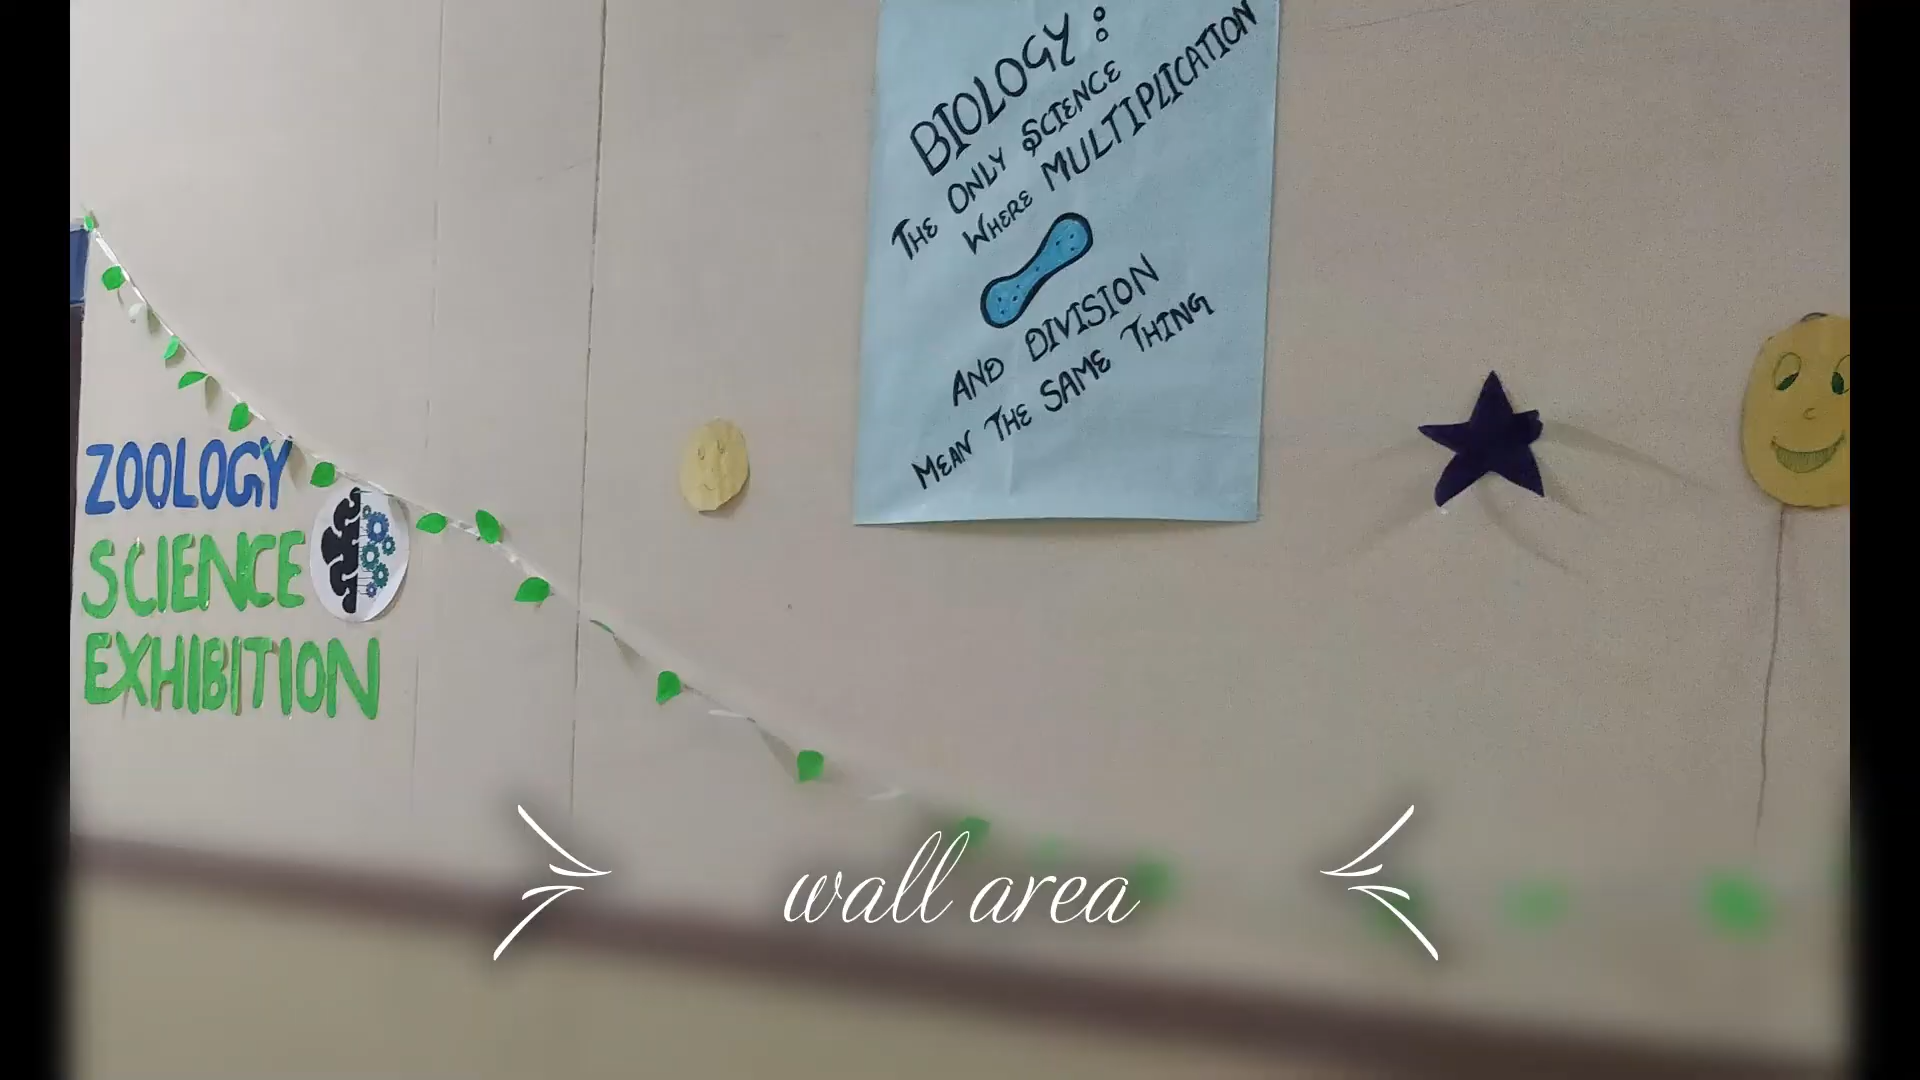 BIOLOGY :
THE ONLY SCIENCE
WHERE MULTIPLICATION
AND DIVISION
MEAN THE SAME THING
ZOOLOGY
SCIENCE
EXHIBITION
wall area